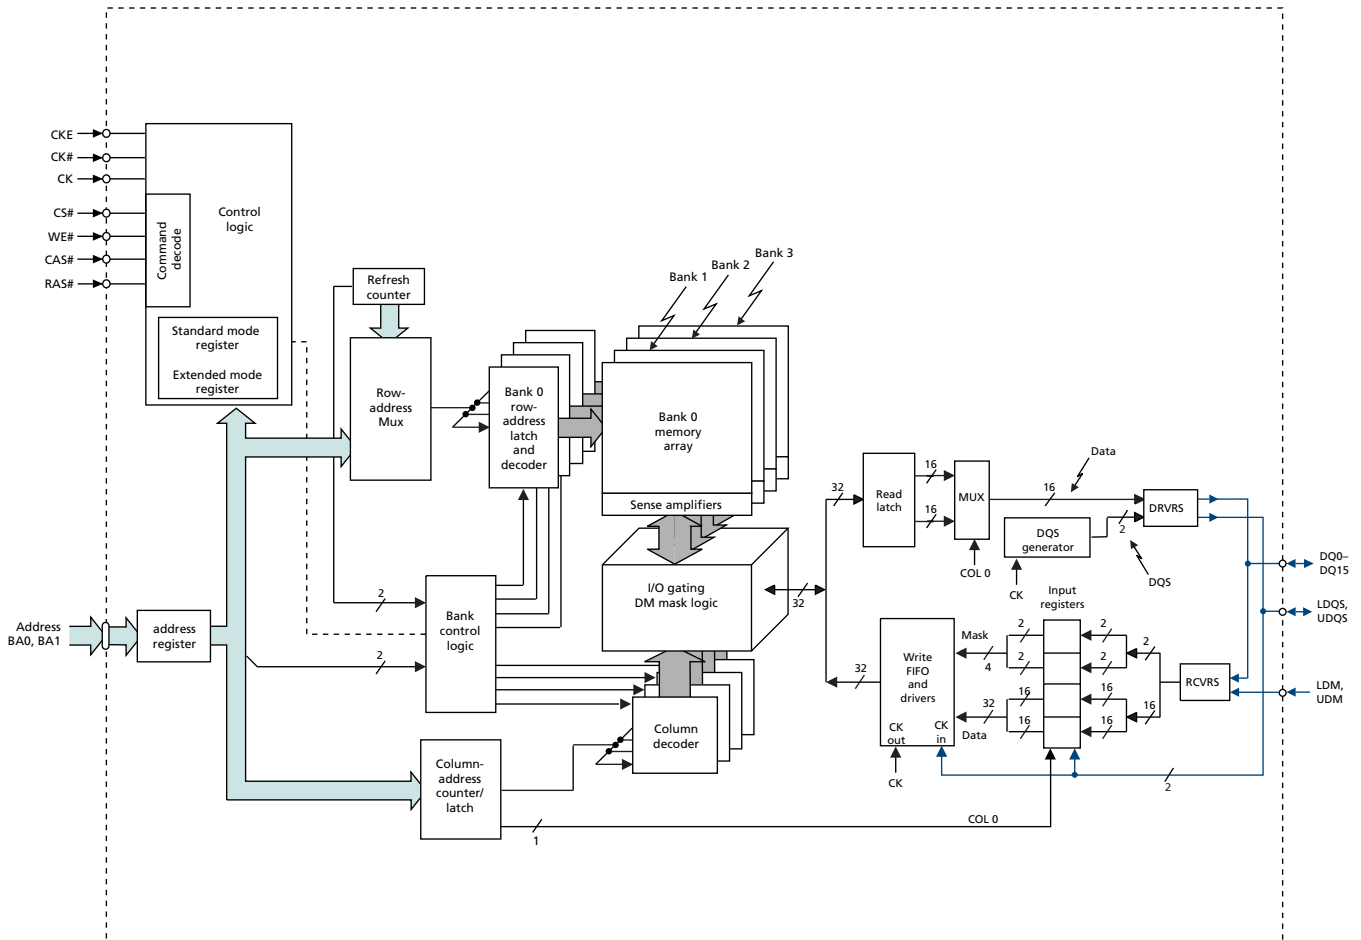 CKE
CK#
CK
CS#
WE#
CAS#
RAS#
Command
decode
Control
logic
Standard mode
register
Extended mode
register
Refresh
counter
Row-
address
Mux
Bank 0
row-
address
latch
and
decoder
Bank 1
Bank 2
Bank 3
Bank 0
memory
array
Sense amplifiers
I/O gating
DM mask logic
Address
BA0, BA1
address
register
2
2
Bank
control
logic
Column-
address
counter/
latch
Column
decoder
1
COL 0
32
32
32
Read
latch
16
16
MUX
COL 0
16
Data
DQS
generator
CK
2
DQS
DRVRS
DQ0–
DQ15
LDQS,
UDQS
LDM,
UDM
Input
registers
Write
FIFO
and
drivers
CK
out
CK
in
CK
Mask
4
32
Data
2
2
16
16
2
2
16
16
2
16
RCVRS
2